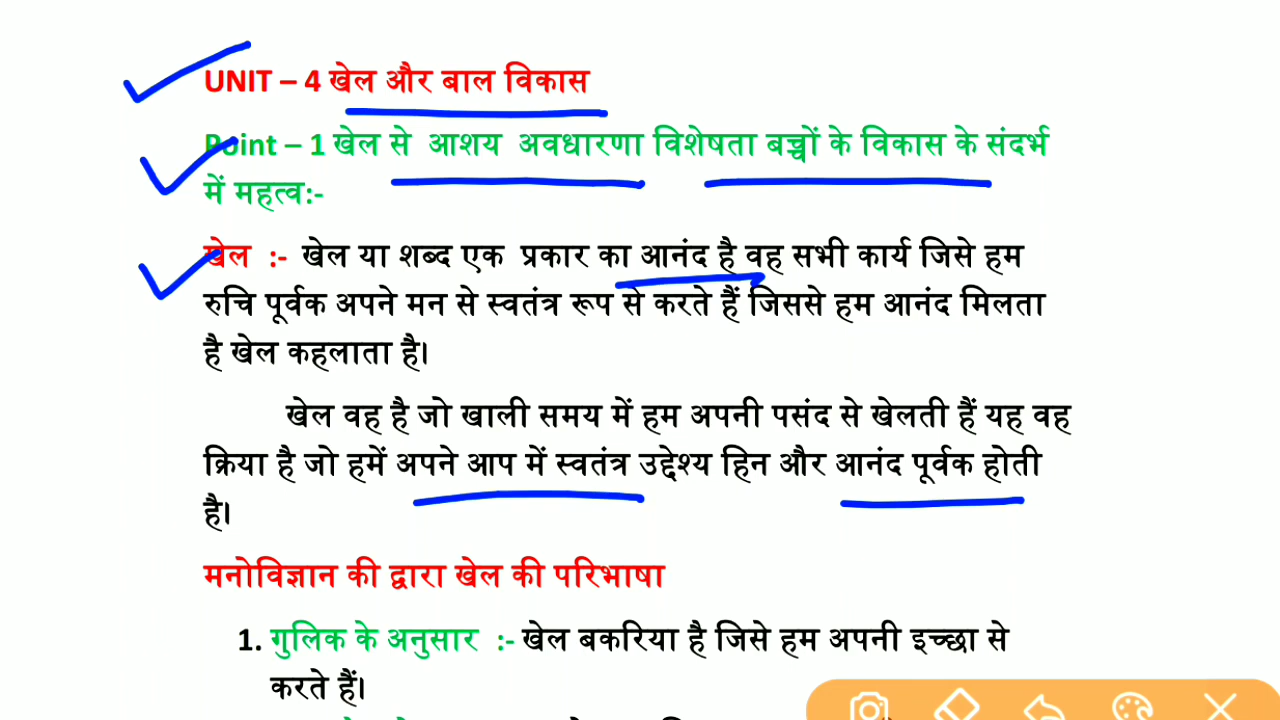 UNIT – 4 खेल और बाल विकास
Point – 1 खेल से आशय अवधारणा विशेषता बच्चों के विकास के संदर्भ
में महत्व:-
खेल :- खेल या शब्द एक प्रकार का आनंद है वह सभी कार्य जिसे हम
रुचि पूर्वक अपने मन से स्वतंत्र रूप से करते हैं जिससे हम आनंद मिलता
है खेल कहलाता है।
खेल वह है जो खाली समय में हम अपनी पसंद से खेलती हैं यह वह
क्रिया है जो हमें अपने आप में स्वतंत्र उद्देश्य हिन और आनंद पूर्वक होती
है।
मनोविज्ञान की द्वारा खेल की परिभाषा
1. गुलिक के अनुसार :- खेल बकरिया है जिसे हम अपनी इच्छा से
करते हैं।